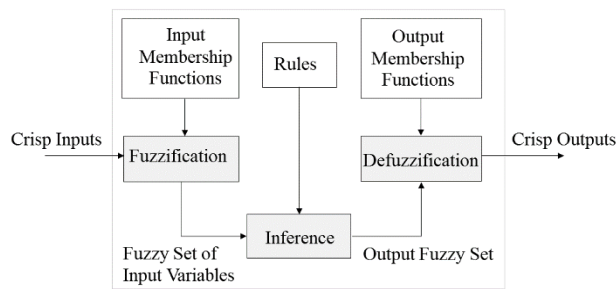 Input
Membership
Functions
Rules
Output
Membership
Functions
Crisp Inputs
Fuzzification
Defuzzification
Crisp Outputs
Inference
Fuzzy Set of
Input Variables
Output Fuzzy Set